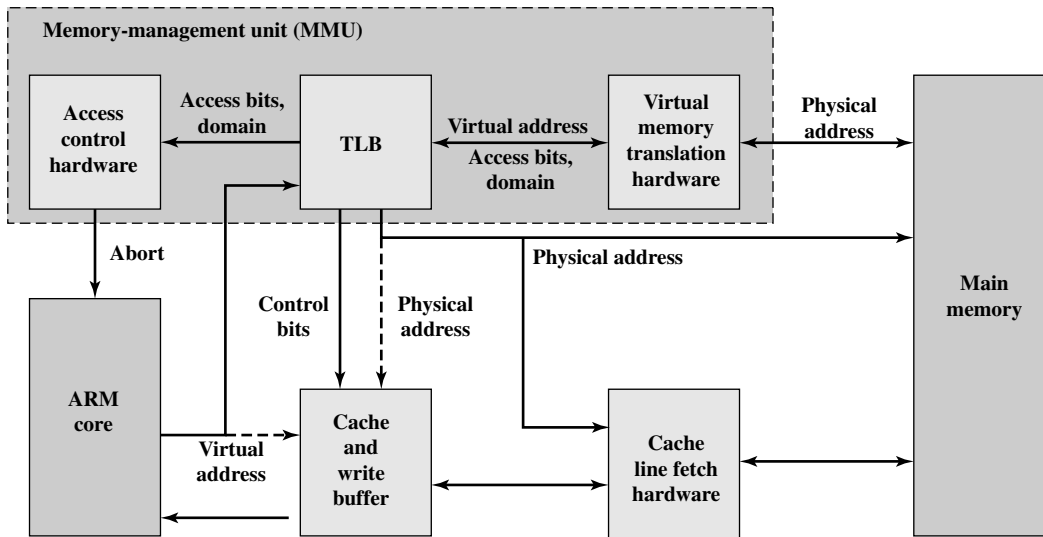 Memory-management unit (MMU)
Access
control
hardware
Access bits,
domain
TLB
Virtual address
Access bits,
domain
Virtual
memory
translation
hardware
Physical
address
Main
memory
Abort
Control
bits
Physical
address
Physical address
ARM
core
Virtual
address
Cache
and
write
buffer
Cache
line fetch
hardware